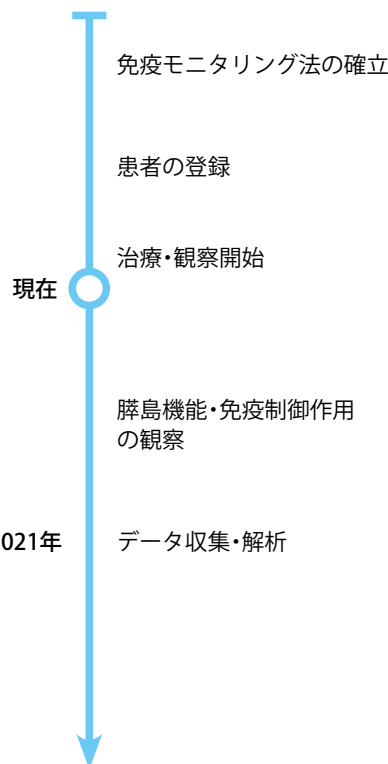 免疫モニタリング法の確立
患者の登録
治療・観察開始
現在
膵島機能・免疫制御作用
の観察
021年
データ収集・解析